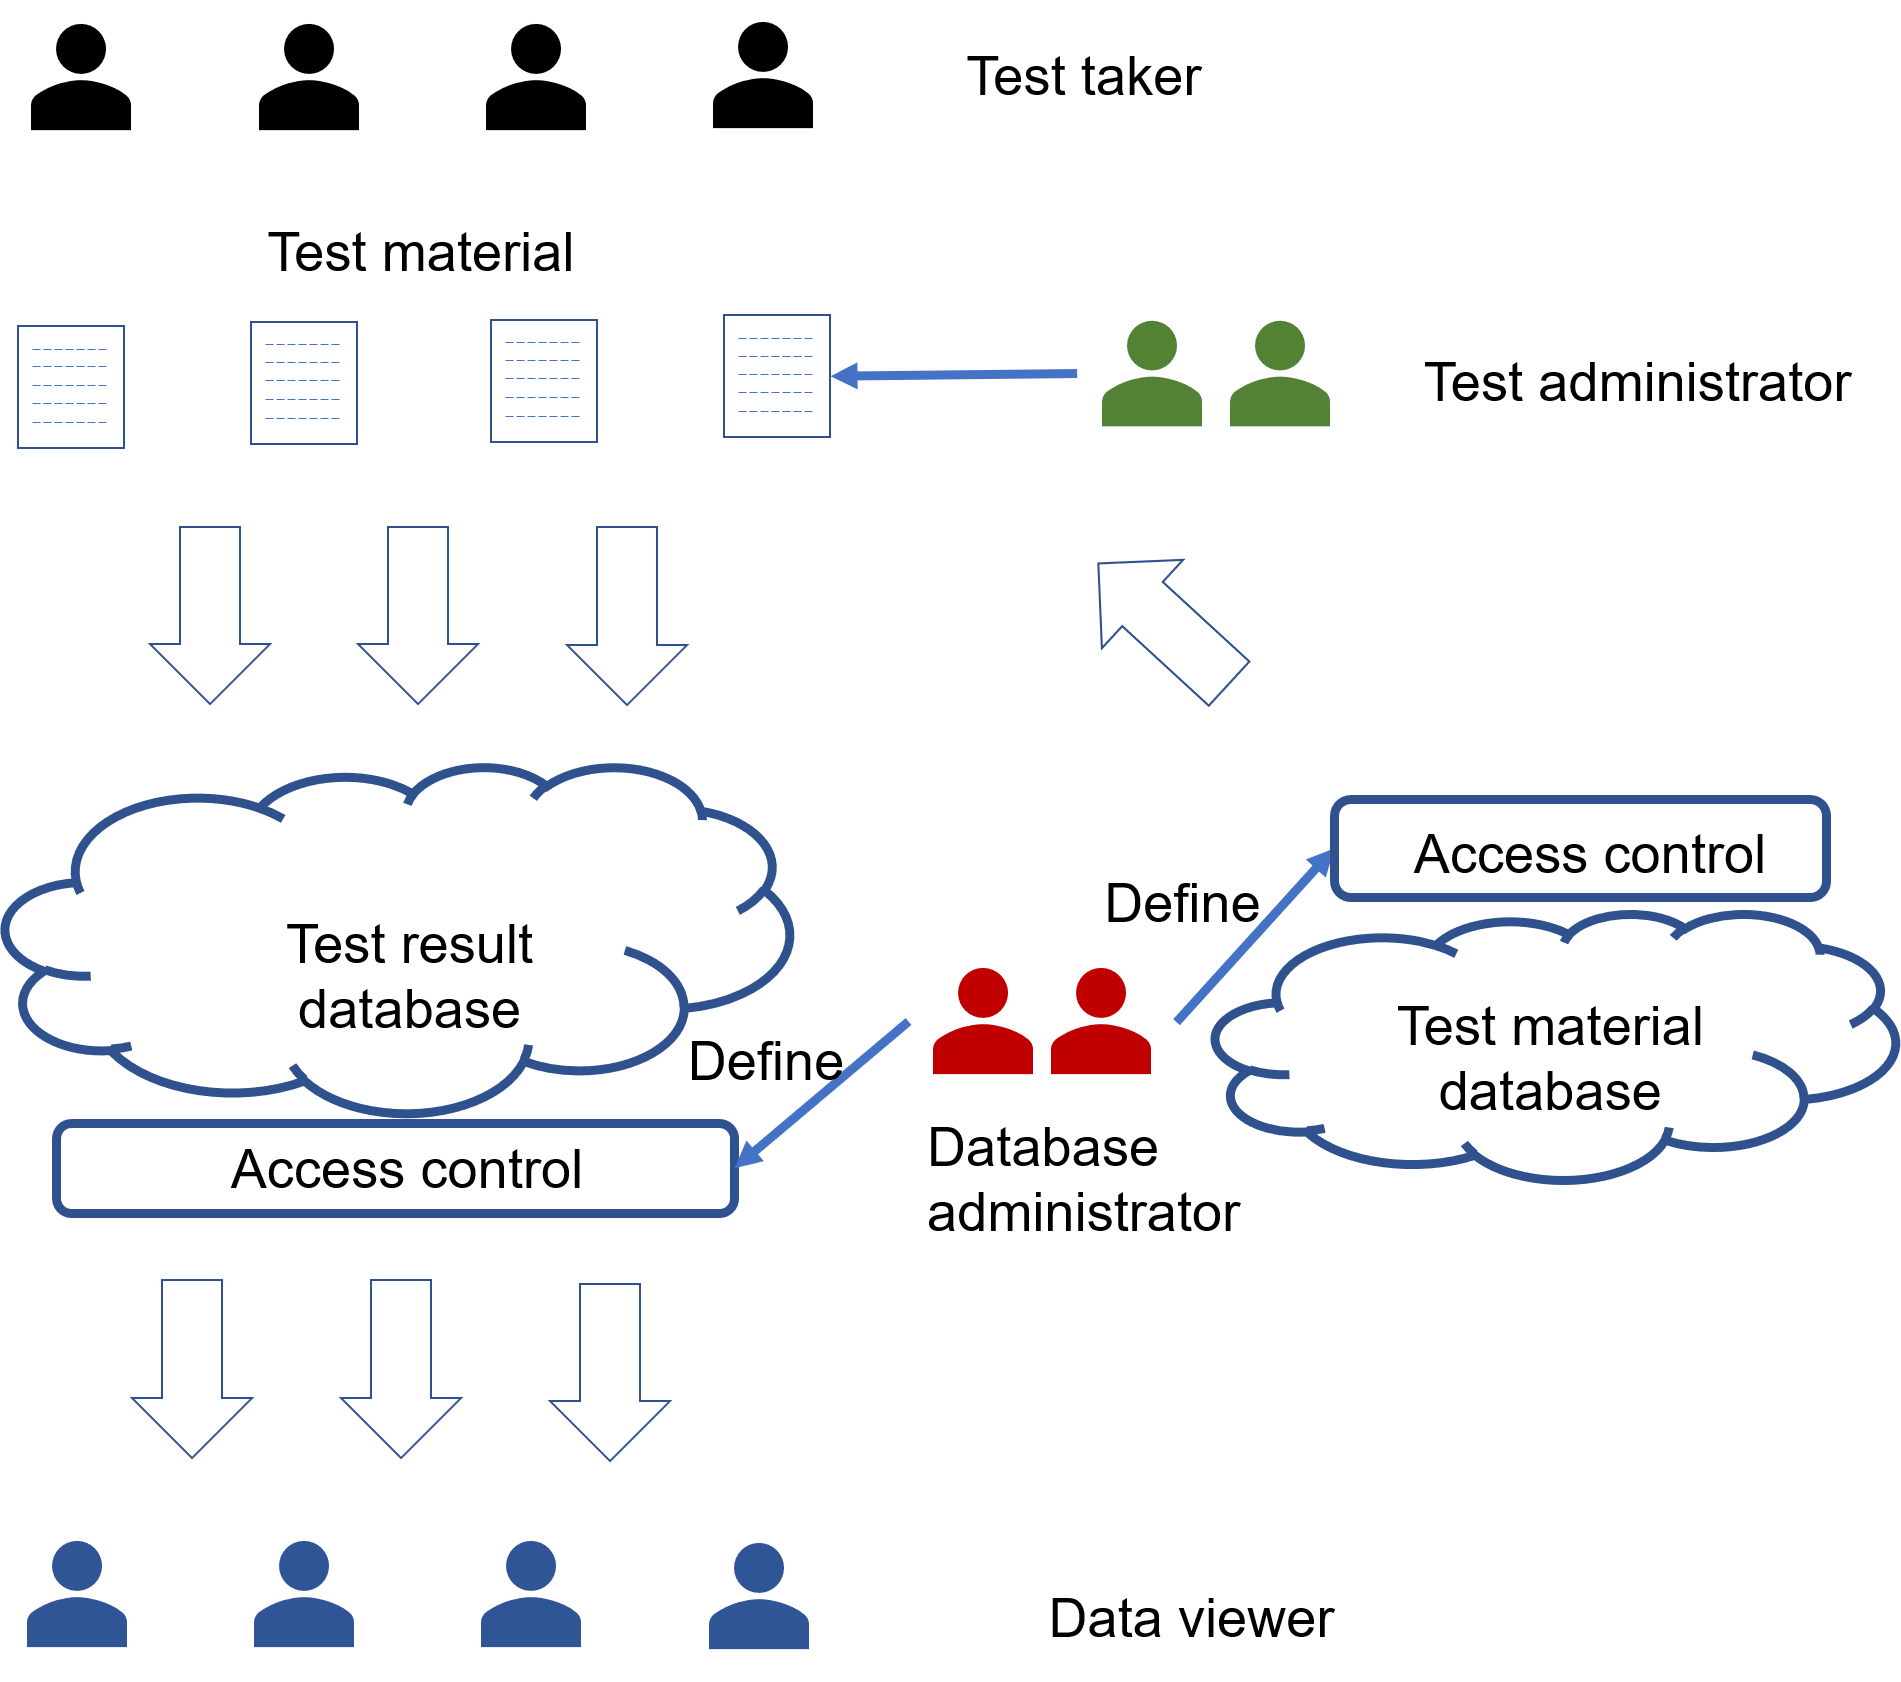 Test taker
Test material
Test administrator
Access control
Define
Test result
database
Test material
database
Define
Database
administrator
Access control
Data viewer